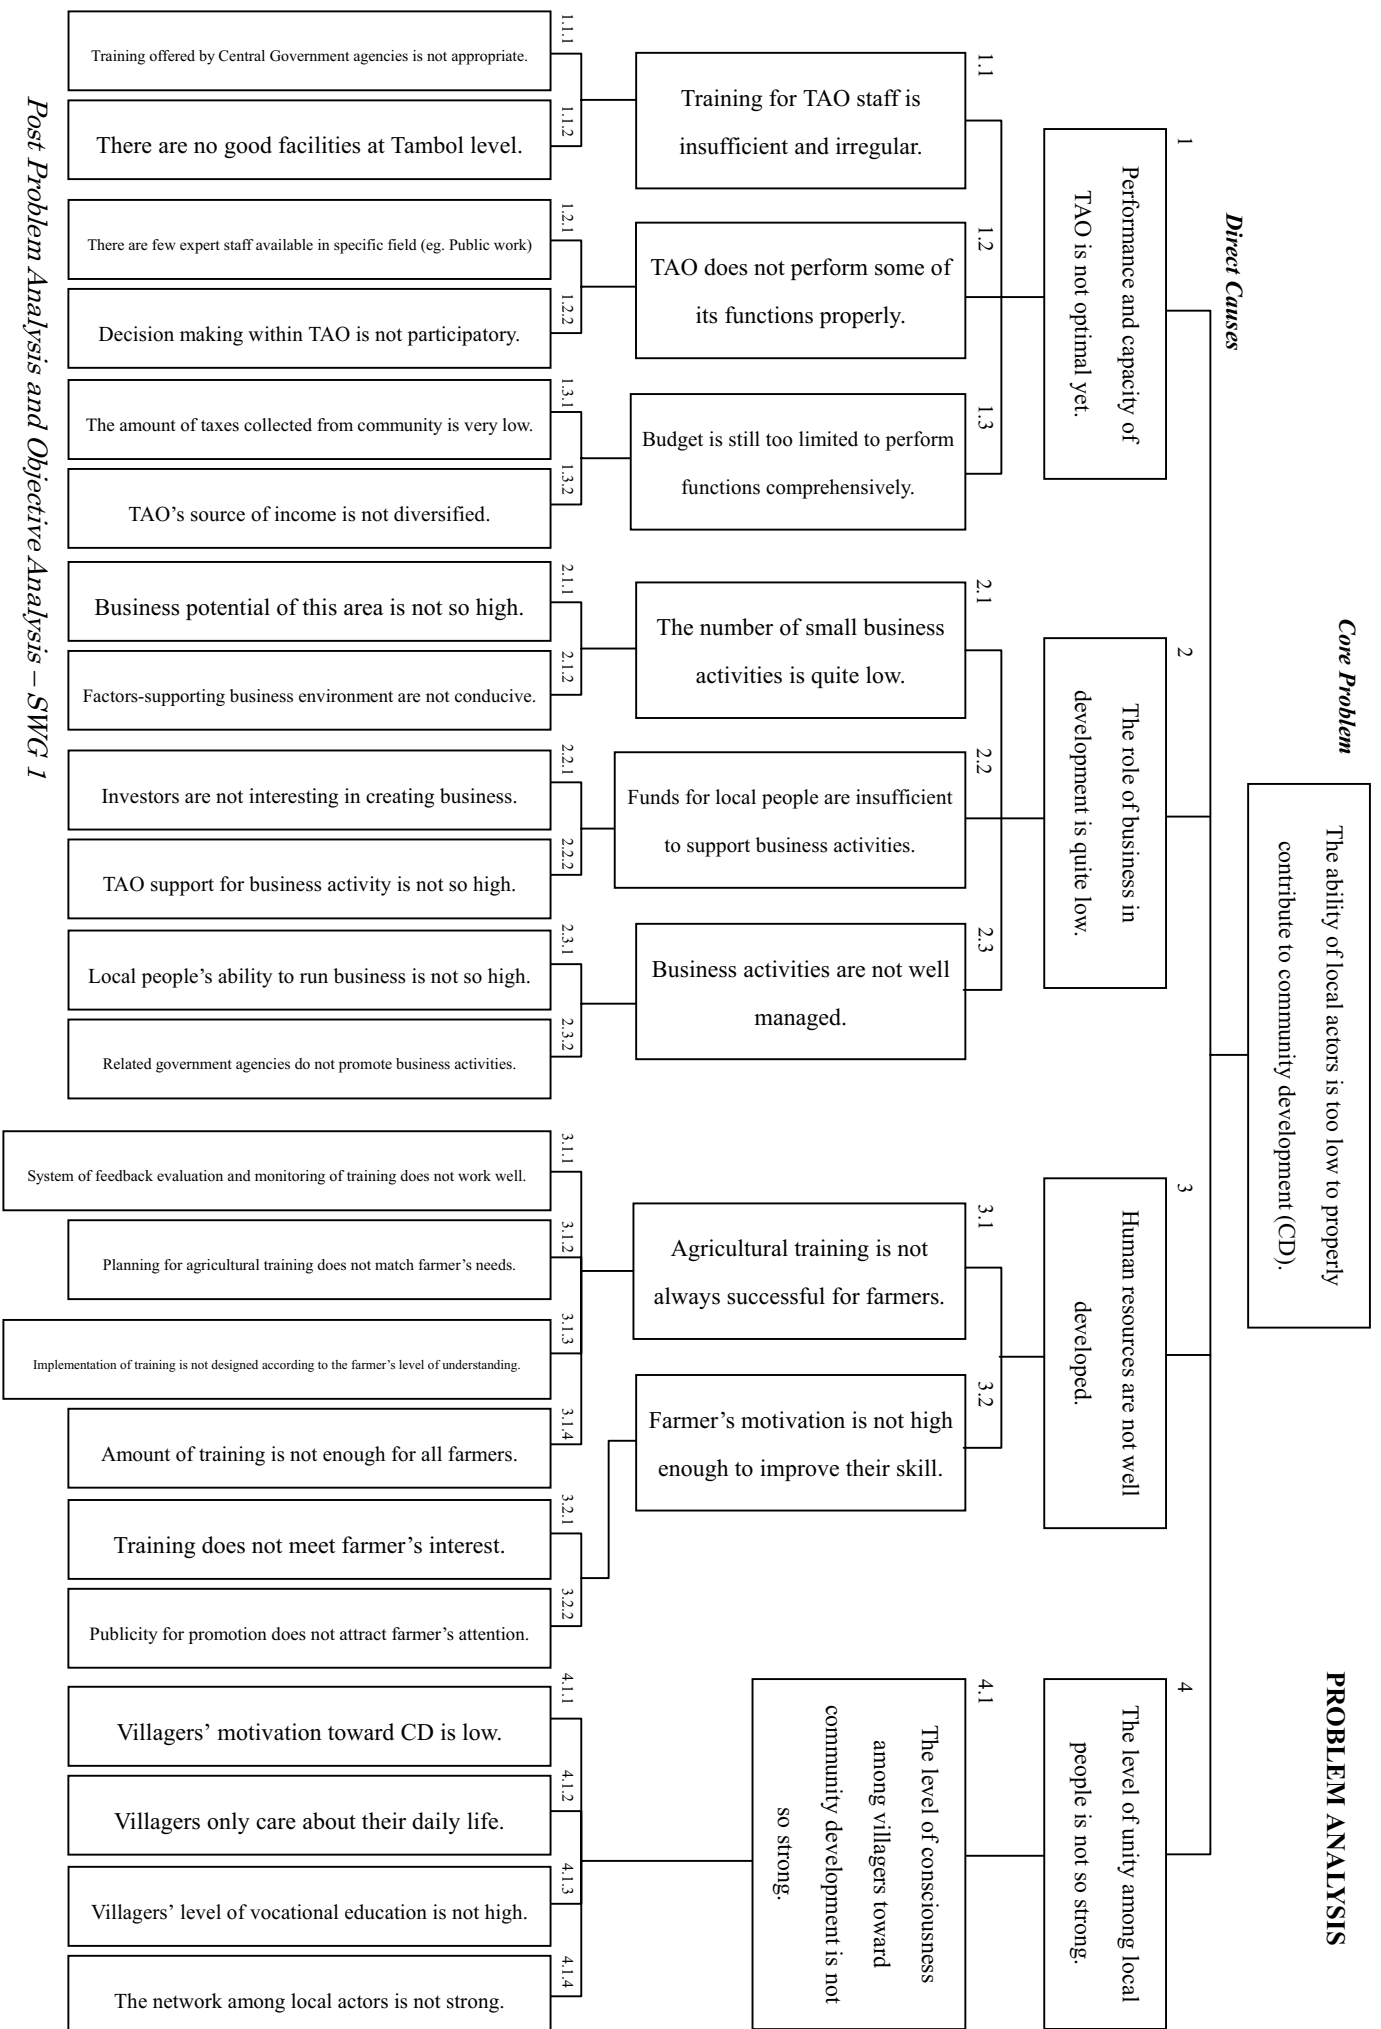 PROBLEM ANALYSIS
Core Problem
The ability of local actors is too low to properly
contribute to community development (CD).
Direct Causes
1
Performance and capacity of
TAO is not optimal yet.
2
The role of business in
development is quite low.
3
Human resources are not well
developed.
4
The level of unity among local
people is not so strong.
1.1
Training for TAO staff is
insufficient and irregular.
1.2
TAO does not perform some of
its functions properly.
1.3
Budget is still too limited to perform
functions comprehensively.
2.1
The number of small business
activities is quite low.
2.2
Funds for local people are insufficient
to support business activities.
2.3
Business activities are not well
managed.
3.1
Agricultural training is not
always successful for farmers.
3.2
Farmer’s motivation is not high
enough to improve their skill.
4.1
The level of consciousness
among villagers toward
community development is not
so strong.
1.1.1
Training offered by Central Government agencies is not appropriate.
1.1.2
There are no good facilities at Tambol level.
1.2.1
There are few expert staff available in specific field (eg. Public work)
1.2.2
Decision making within TAO is not participatory.
1.3.1
The amount of taxes collected from community is very low.
1.3.2
TAO’s source of income is not diversified.
2.1.1
Business potential of this area is not so high.
2.1.2
Factors-supporting business environment are not conducive.
2.2.1
Investors are not interesting in creating business.
2.2.2
TAO support for business activity is not so high.
2.3.1
Local people’s ability to run business is not so high.
2.3.2
Related government agencies do not promote business activities.
3.1.1
System of feedback evaluation and monitoring of training does not work well.
3.1.2
Planning for agricultural training does not match farmer’s needs.
3.1.3
Implementation of training is not designed according to the farmer’s level of understanding.
3.1.4
Amount of training is not enough for all farmers.
3.2.1
Training does not meet farmer’s interest.
3.2.2
Publicity for promotion does not attract farmer’s attention.
4.1.1
Villagers’ motivation toward CD is low.
4.1.2
Villagers only care about their daily life.
4.1.3
Villagers’ level of vocational education is not high.
4.1.4
The network among local actors is not strong.
Post Problem Analysis and Objective Analysis – SWG 1